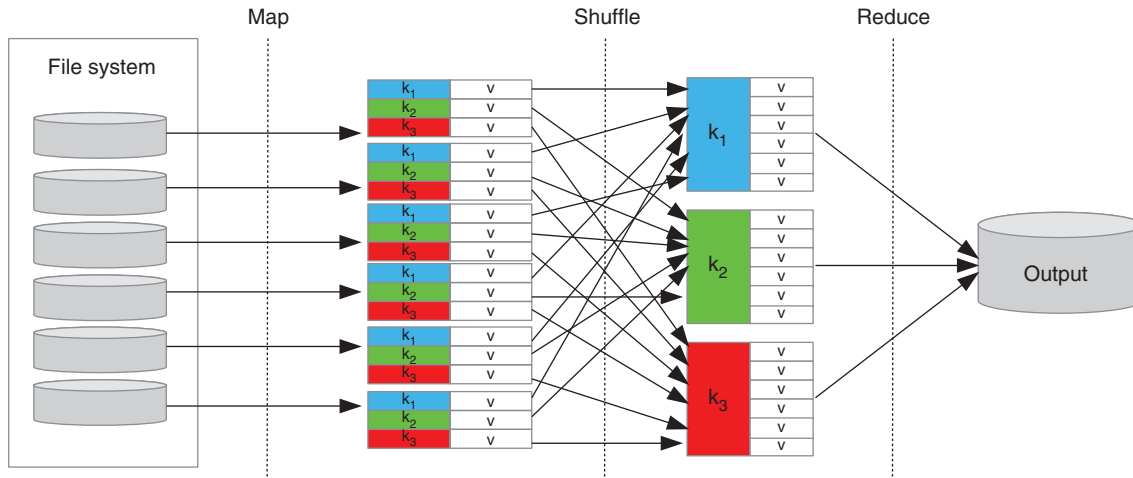 Map
Shuffle
Reduce
File system
k1 v
k2 v
k3 v
k1 v
k2 v
k3 v
k1 v
k2 v
k3 v
k1 v
k2 v
k3 v
k1 v
k2 v
k3 v
k1 v
k2 v
k3 v
k1
v
v
v
v
v
v
k2
v
v
v
v
v
v
k3
v
v
v
v
v
v
Output